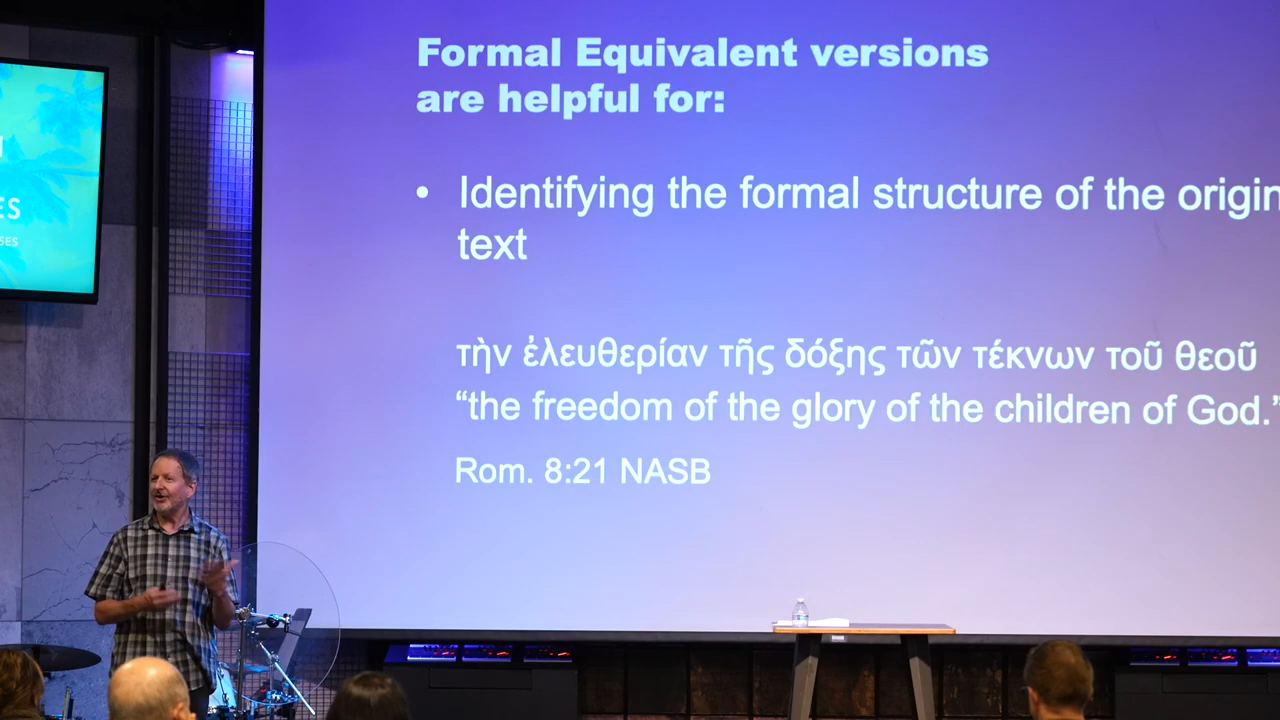 Formal Equivalent versions
are helpful for:
• Identifying the formal structure of the
text
τὴν ἐλευθερίαν τῆς δόξης τῶν τέκνων τοῦ θεοῦ
“the freedom of the glory of the children of God.”
Rom. 8:21 NASB